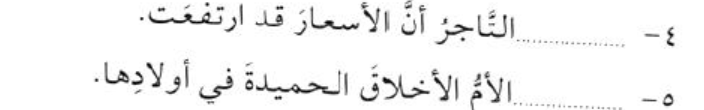 ٤- ............ التَّاجرُ أنَّ الأسعارَ قد ارتفعَت.
٥- ............ الأمُّ الأخلاقَ الحميدةَ في أولادِها.